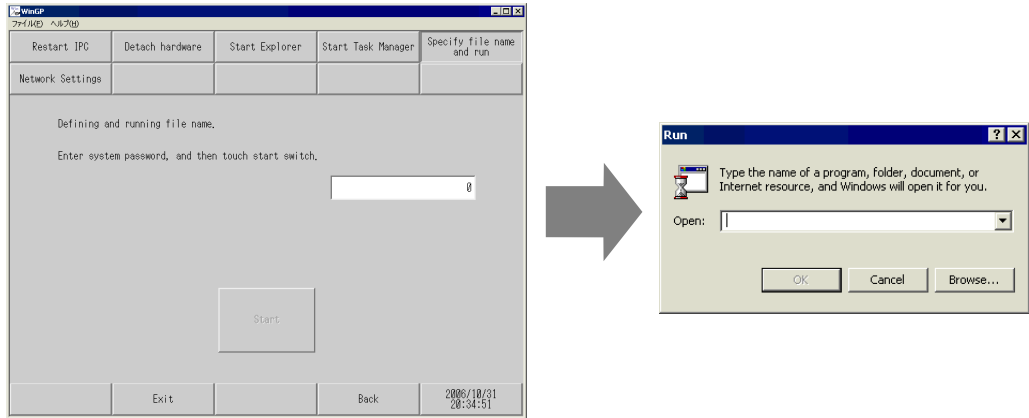 WinGP
ファイル(F) ヘルプ(H)
Restart IPC
Detach hardware
Start Explorer
Start Task Manager
Specify file name
and run
Network Settings
Defining and running file name.
Enter system password, and then touch start switch.
0
Start
Exit
Back
2006/10/31
20:34:51
Run
Type the name of a program, folder, document, or
Internet resource, and Windows will open it for you.
Open:
OK
Cancel
Browse...